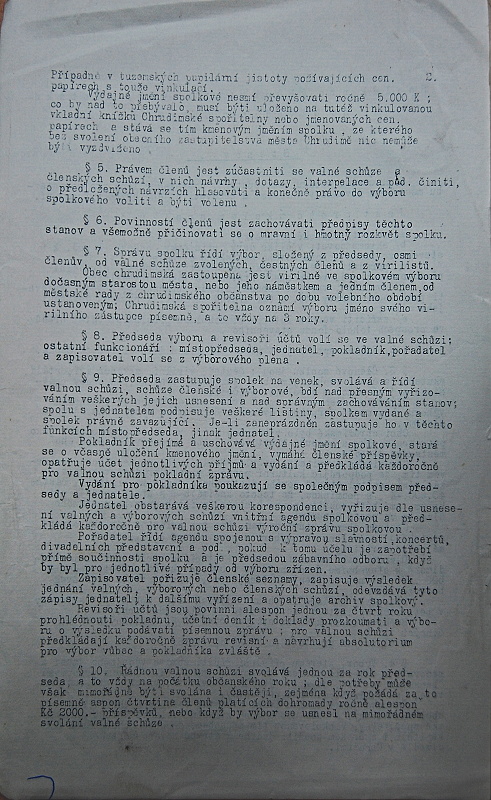 2.
Případně v tuzemských pupilární jistoty požívajících cen.
papírech s touže vinkulací.
Výdajné jmění spolkové nesmí převyšovati ročně 5.000 K ;
co by nad to přebývalo, musí býti uloženo na tutéž vinkulovanou
vkladní knížku Chrudimské spořitelny nebo jmenovaných cen.
papírech a stává se tím kmenovým jměním spolku , ze kterého
bez svolení obecního zastupitelstva města Chrudimě nic nemůže
býti vyzdviženo .
§ 5. Právem členů jest zúčastniti se valné schůze a
členských schůzí, v nich návrhy , dotazy, interpelace a pod. činiti,
o předložených návrzích hlasovati a konečně právo do výboru
spolkového voliti a býti volenu .
§ 6. Povinností členů jest zachovávati předpisy těchto
stanov a všemožně přičinovati se o mravní i hmotný rozkvět spolku.
§ 7. Správu spolku řídí výbor, složený z předsedy, osmi
členův, od valné schůze zvolených, čestných členů a z virilistů.
Obec chrudimská zastoupena jest virilně ve spolkovém výboru
dočasným starostou města, nebo jeho náměstkem a jedním členem,od
městské rady z chrudimského občanstva po dobu volebního období
ustanoveným; Chrudimská spořitelna oznámí výboru jméno svého vi-
rilního zástupce písemně, a to vždy na 3 roky.
§ 8. Předseda výboru a revisoři účtů volí se ve valné schůzi;
ostatní funkcionáři : místopředseda, jednatel, pokladník,pořadatel
a zapisovatel volí se z výborového plena .
§ 9. Předseda zastupuje spolek na venek, svolává a řídí
valnou schůzi, schůze členské i výborové, bdí nad přesným vyřizo-
váním veškerých jejich usnesení a nad správným zachováváním stanov;
spolu s jednatelem podpisuje veškeré listiny, spolkem vydané a
spolek právně zavazující. Je-li zaneprázdněn zastupuje ho v těchto
funkcích místopředseda, jinak jednatel.
Pokladník přejímá a uschovává výdajné jmění spolkové, stará
se o včasné uložení kmenového jmění, vymáhá členské příspěvky,
opatřuje účet jednotlivých příjmů a vydání a předkládá každoročně
pro valnou schůzi pokladní zprávu.
Vydání pro pokladníka poukazují se společným podpisem před-
sedy a jednatele.
Jednatel obstarává veškerou korespondenci, vyřizuje dle usnese-
ní valných a výborových schůzí vnitřní agendu spolkovou a před-
kládá každoročně pro valnou schůzi výroční zprávu spolkovou .
Pořadatel řídí agendu spojenou s výpravou slavností,koncertů,
divadelních představení a pod , pokud k tomu účelu je zapotřebí
přímé součinnosti spolku a je předsedou zábavního odboru , když
by byl pro jednotlivé případy od výboru zřízen.
Zapisovatel pořizuje členské seznamy, zapisuje výsledek
jednání valných, výborových nebo členských schůzí, odevzdává tyto
zápisy jednateli k dalšímu vyřízení a opatruje archiv spolkový.
Revisoři účtů jsou povinni alespon jednou za čtvrt roku
prohlédnouti pokladnu, účetní deník i doklady prozkoumati a výbo-
ru o výsledku podávati písemnou zprávu ; pro valnou schůzi
předkládají každoročně zprávu revisní a navrhují absolutorium
pro výbor vůbec a pokladníka zvláště .
§ 10. Řádnou valnou schůzi svolává jednou za rok před-
seda, a to vždy na počátku občanského roku ; dle potřeby může
však mimořádně býti svolána i častěji, zejména když požádá za to
písemně aspon čtvrtina členů platících dohromady ročně alespon
Kč 2000.- příspěvků, nebo když by výbor se usnesl na mimořádném
svolání valné schůze .